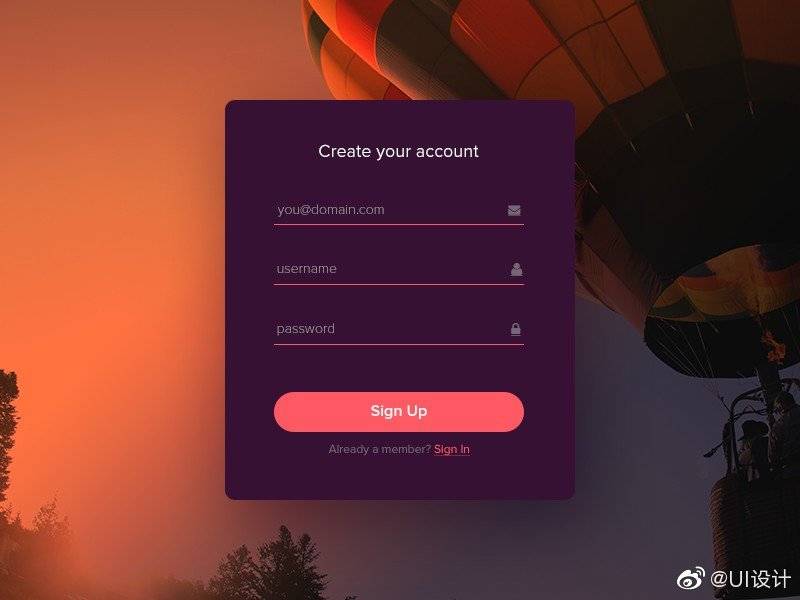 Create your account
you@domain.com
username
password
Sign Up
Already a member? Sign In
@UI设计